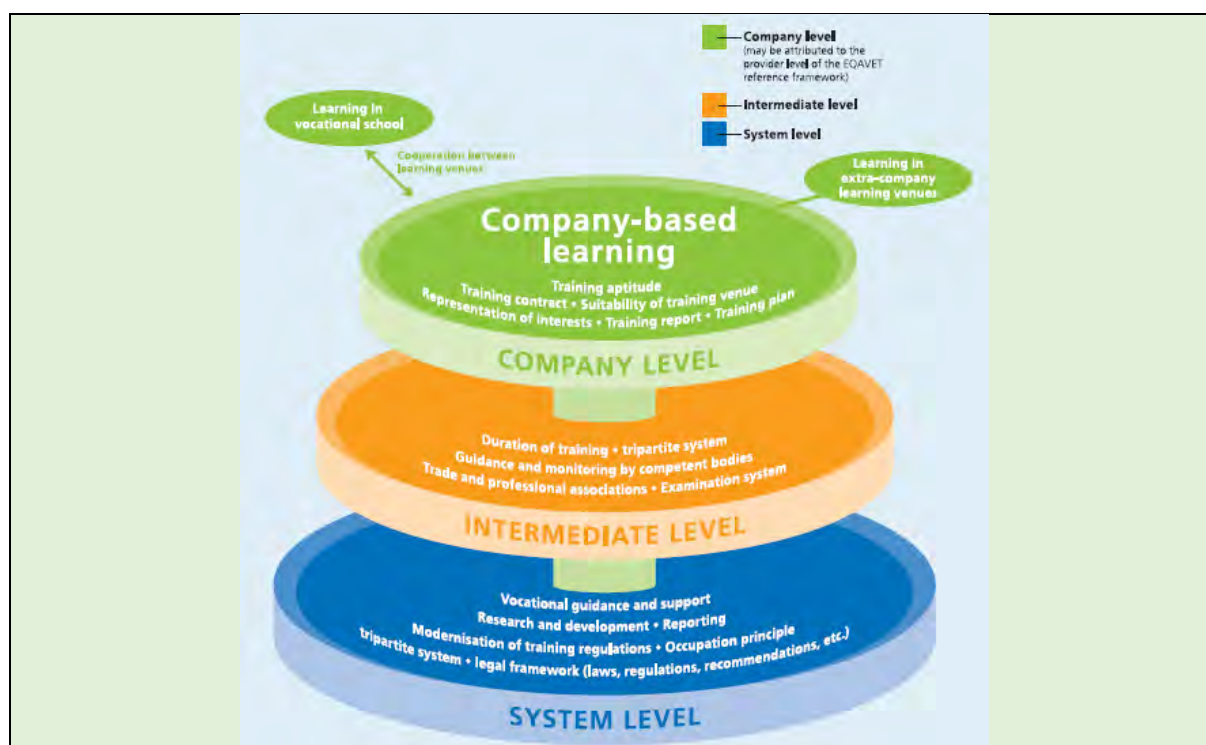 Company level
(may be attributed to the
provider level of the EQAVET
reference framework)
Intermediate level
System level
Learning in
vocational school
Cooperation between
learning venues
Learning in
extra-company
learning venues
Company-based
learning
Training aptitude
Training contract • Suitability of training venue
Representation of interests • Training report • Training plan
COMPANY LEVEL
Duration of training • tripartite system
Guidance and monitoring by competent bodies
Trade and professional associations • Examination system
INTERMEDIATE LEVEL
Vocational guidance and support
Research and development • Reporting
Modernisation of training regulations • Occupation principle
tripartite system • legal framework (laws, regulations, recommendations, etc.)
SYSTEM LEVEL